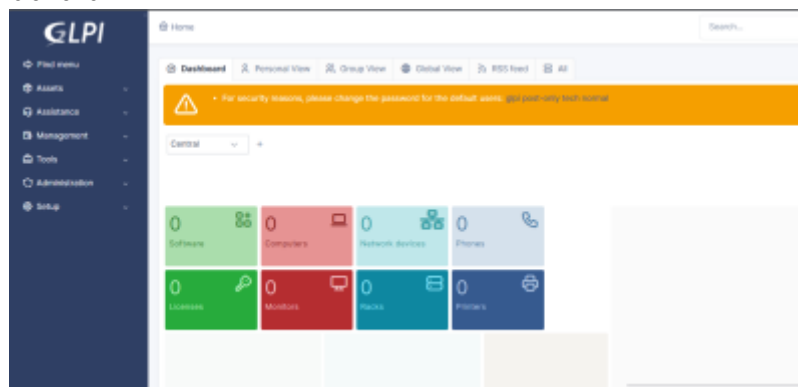 GLPI
Home
Search...
Find menu
Assets
Assistance
Management
Tools
Administration
Setup
Dashboard
Personal View
Group View
Global View
RSS feed
All
• For security reasons, please change the password for the default users: glpi post-only tech normal
Central
0
Software
0
Computers
0
Network devices
0
Phones
0
Licenses
0
Monitors
0
Racks
0
Printers